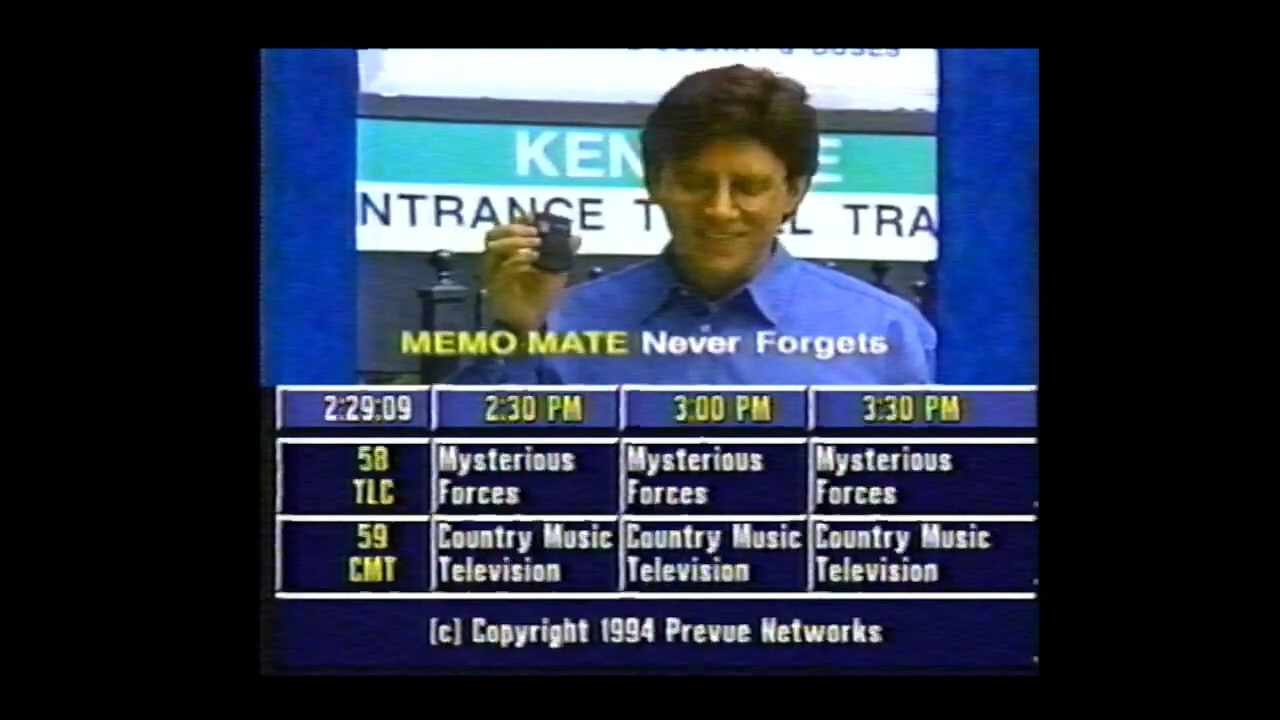 KEN E
NTRANCE T L TRA
MEMO MATE Never Forgets
2:29:09 2:30 PM 3:00 PM 3:30 PM
58 TLC
Mysterious Forces
Mysterious Forces
Mysterious Forces
59 CMT
Country Music Television
Country Music Television
Country Music Television
(c) Copyright 1994 Prevue Networks